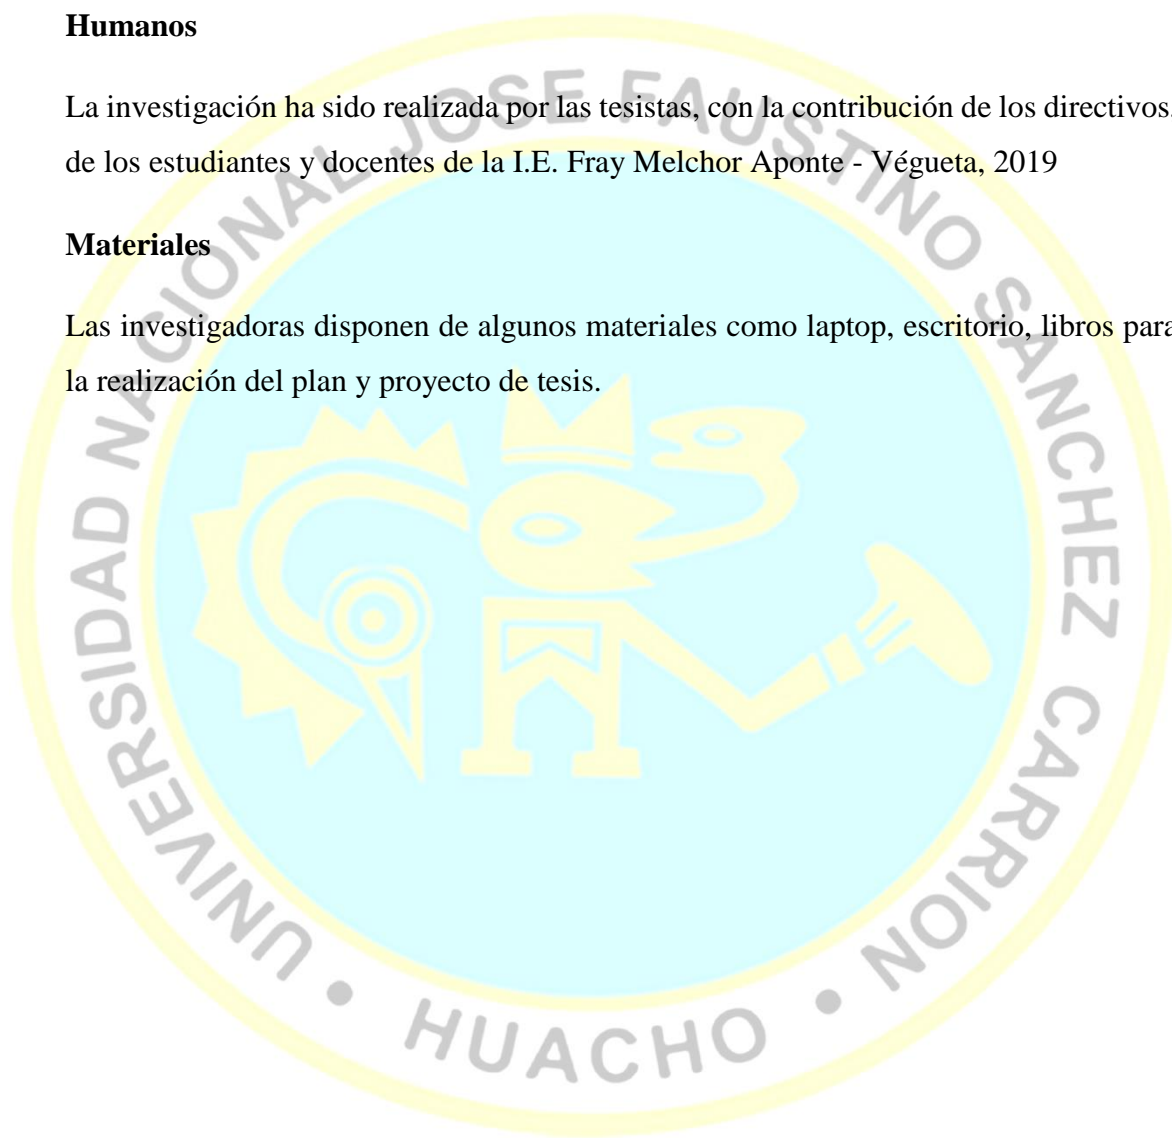 Humanos
La investigación ha sido realizada por las tesistas, con la contribución de los directivos,
de los estudiantes y docentes de la I.E. Fray Melchor Aponte - Végueta, 2019
Materiales
Las investigadoras disponen de algunos materiales como laptop, escritorio, libros para
la realización del plan y proyecto de tesis.
UNIVERSIDAD NACIONAL JOSE FAUSTINO SANCHEZ CARRION • HUACHO •